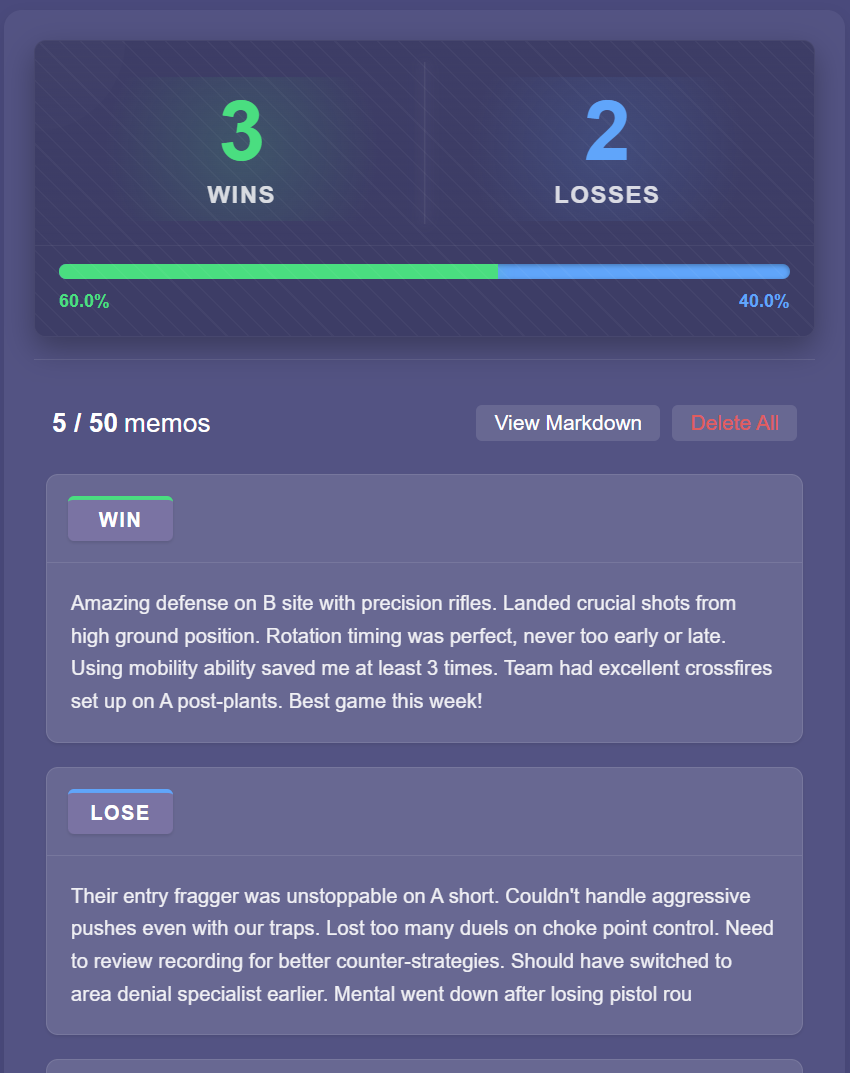 3
2
WINS
LOSSES
60.0%
40.0%
5 / 50 memos
View Markdown
Delete All
WIN
Amazing defense on B site with precision rifles. Landed crucial shots from
high ground position. Rotation timing was perfect, never too early or late.
Using mobility ability saved me at least 3 times. Team had excellent crossfires
set up on A post-plants. Best game this week!
LOSE
Their entry fragger was unstoppable on A short. Couldn't handle aggressive
pushes even with our traps. Lost too many duels on choke point control. Need
to review recording for better counter-strategies. Should have switched to
area denial specialist earlier. Mental went down after losing pistol rou